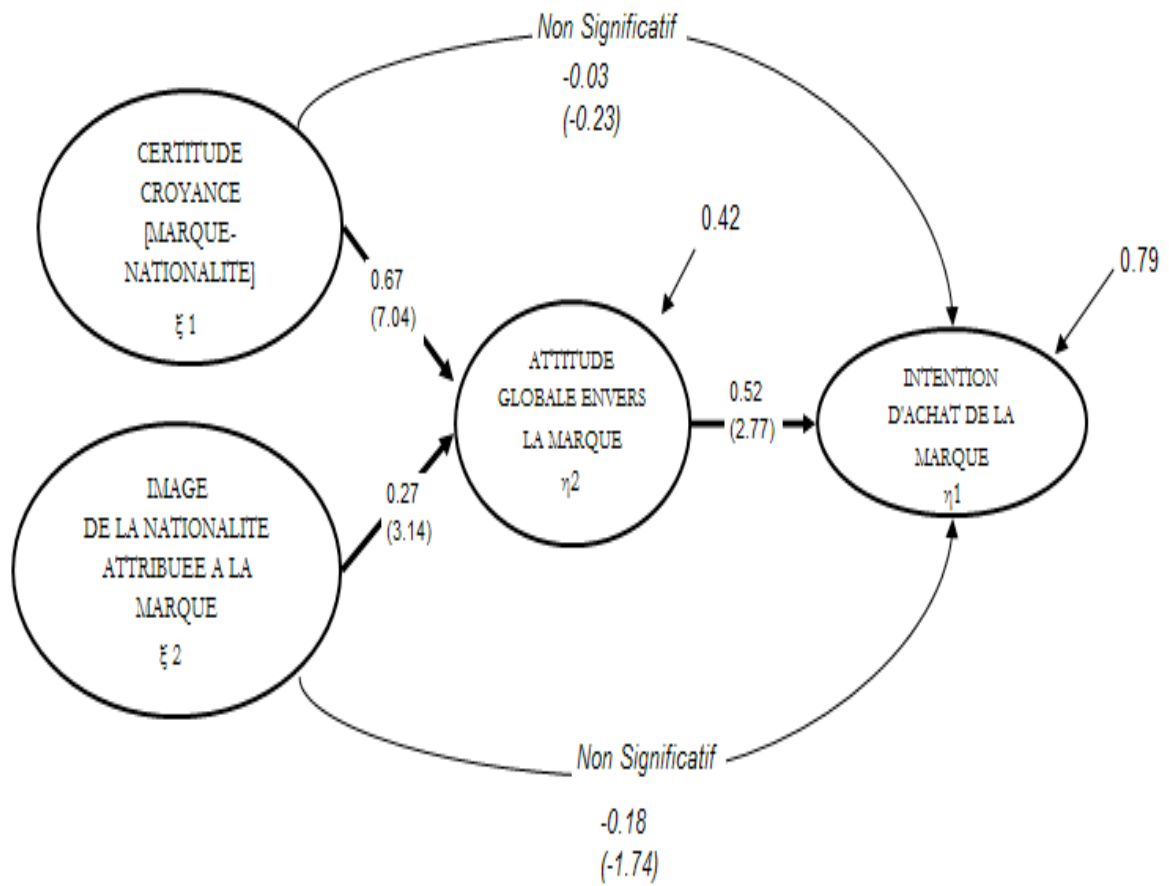 Non Significatif
-0.03
(-0.23)
CERTITUDE
CROYANCE
[MARQUE-
NATIONALITE]
ξ 1
0.67
(7.04)
0.42
0.79
ATTITUDE
GLOBALE ENVERS
LA MARQUE
η2
0.52
(2.77)
INTENTION
D'ACHAT DE LA
MARQUE
η1
IMAGE
DE LA NATIONALITE
ATTRIBUEE A LA
MARQUE
ξ 2
0.27
(3.14)
Non Significatif
-0.18
(-1.74)